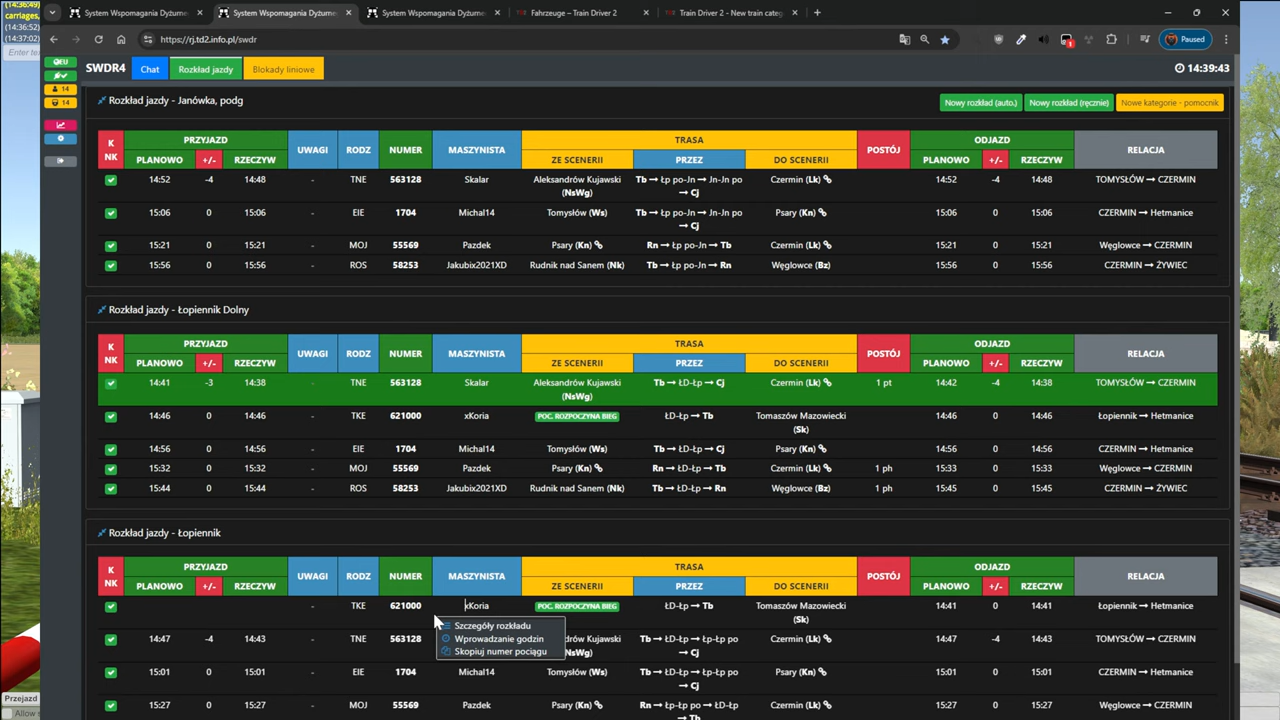 (14:36:49)
carriages,
(14:36:52)
(14:37:02)
Enter
System Wspomagania Dyżurne
System Wspomagania Dyżurne
System Wspomaga
Fahrzeuge – Train Driver 2
Train Driver 2 - new train categ
https://rj.td2.info.pl/swdr
Paused
1
EU
14
14
SWDR4
Chat
Rozkład jazdy
Blokady liniowe
14:39:43
Rozkład jazdy - Janówka, podg
Nowy rozkład (auto.)
Nowy rozkład (ręcznie)
Nowe kategorie - pomocnik
K NK PRZYJAZD UWAGI RODZ NUMER MASZYNISTA TRASA POSTÓJ ODJAZD RELACJA
PLANOWO +/- RZECZYW ZE SCENERII PRZEZ DO SCENERII PLANOWO +/- RZECZYW
14:52 -4 14:48 - TNE 563128 Skalar Aleksandrów Kujawski (NsWg) Tb → Łp po-Jn → Jn-Jn po → Cj Czermin (Lk) 14:52 -4 14:48 TOMYSŁÓW → CZERMIN
15:06 0 15:06 - EIE 1704 Michal14 Tomysłów (Ws) Tb → Łp po-Jn → Jn-Jn po → Cj Psary (Kn) 15:06 0 15:06 CZERMIN → Hetmanice
15:21 0 15:21 - MOJ 55569 Pazdek Psary (Kn) Rn → Łp po-Jn → Tb Czermin (Lk) 15:21 0 15:21 Węglowce → CZERMIN
15:56 0 15:56 - ROS 58253 Jakubix2021XD Rudnik nad Sanem (Nk) Tb → Łp po-Jn → Rn Węglowce (Bz) 15:56 0 15:56 CZERMIN → ŻYWIEC
Rozkład jazdy - Łopiennik Dolny
K NK PRZYJAZD UWAGI RODZ NUMER MASZYNISTA TRASA POSTÓJ ODJAZD RELACJA
PLANOWO +/- RZECZYW ZE SCENERII PRZEZ DO SCENERII PLANOWO +/- RZECZYW
14:41 -3 14:38 - TNE 563128 Skalar Aleksandrów Kujawski (NsWg) Tb → ŁD-Łp → Cj Czermin (Lk) 1 pt 14:42 -4 14:38 TOMYSŁÓW → CZERMIN
14:46 0 14:46 - TKE 621000 xKoria POC. ROZPOCZYNA BIEG ŁD-Łp → Tb Tomaszów Mazowiecki (Sk) 14:46 0 14:46 Łopiennik → Hetmanice
14:56 0 14:56 - EIE 1704 Michal14 Tomysłów (Ws) Tb → ŁD-Łp → Cj Psary (Kn) 14:56 0 14:56 CZERMIN → Hetmanice
15:32 0 15:32 - MOJ 55569 Pazdek Psary (Kn) Rn → ŁD-Łp → Tb Czermin (Lk) 1 ph 15:33 0 15:33 Węglowce → CZERMIN
15:44 0 15:44 - ROS 58253 Jakubix2021XD Rudnik nad Sanem (Nk) Tb → ŁD-Łp → Rn Węglowce (Bz) 1 ph 15:45 0 15:45 CZERMIN → ŻYWIEC
Rozkład jazdy - Łopiennik
K NK PRZYJAZD UWAGI RODZ NUMER MASZYNISTA TRASA POSTÓJ ODJAZD RELACJA
PLANOWO +/- RZECZYW ZE SCENERII PRZEZ DO SCENERII PLANOWO +/- RZECZYW
- TKE 621000 xKoria POC. ROZPOCZYNA BIEG ŁD-Łp → Tb Tomaszów Mazowiecki (Sk) 14:41 0 14:41 Łopiennik → Hetmanice
Szczegóły rozkładu
Wprowadzanie godzin
Skopiuj numer pociągu
14:47 -4 14:43 - TNE 563128 Kujawski Tb → ŁD-Łp → Łp-Łp po → Cj Czermin (Lk) 14:47 -4 14:43 TOMYSŁÓW → CZERMIN
15:01 0 15:01 - EIE 1704 Michal14 Tomysłów (Ws) Tb → ŁD-Łp → Łp-Łp po → Cj Psary (Kn) 15:01 0 15:01 CZERMIN → Hetmanice
15:27 0 15:27 - MOJ 55569 Pazdek Psary (Kn) Rn → Łp-Łp po → ŁD-Łp → Tb Czermin (Lk) 15:27 0 15:27 Węglowce → CZERMIN
Przejazd
Allow